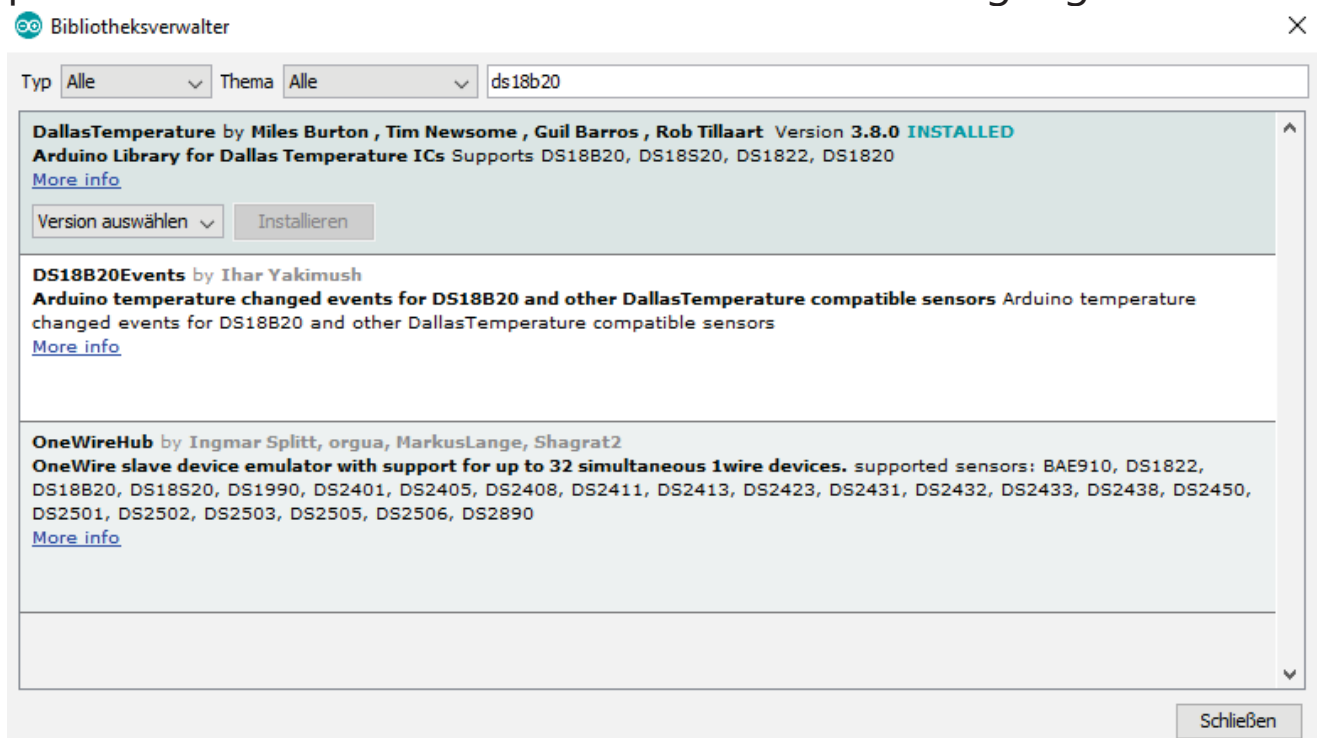 Bibliotheksverwalter
Typ Alle Thema Alle ds18b20
DallasTemperature by Miles Burton , Tim Newsome , Guil Barros , Rob Tillaart Version 3.8.0 INSTALLED
Arduino Library for Dallas Temperature ICs Supports DS18B20, DS18S20, DS1822, DS1820
More info
Version auswählen Installieren
DS18B20Events by Ihar Yakimush
Arduino temperature changed events for DS18B20 and other DallasTemperature compatible sensors Arduino temperature
changed events for DS18B20 and other DallasTemperature compatible sensors
More info
OneWireHub by Ingmar Splitt, orgua, MarkusLange, Shagrat2
OneWire slave device emulator with support for up to 32 simultaneous 1wire devices. supported sensors: BAE910, DS1822,
DS18B20, DS18S20, DS1990, DS2401, DS2405, DS2408, DS2411, DS2413, DS2423, DS2431, DS2432, DS2433, DS2438, DS2450,
DS2501, DS2502, DS2503, DS2505, DS2506, DS2890
More info
Schließen